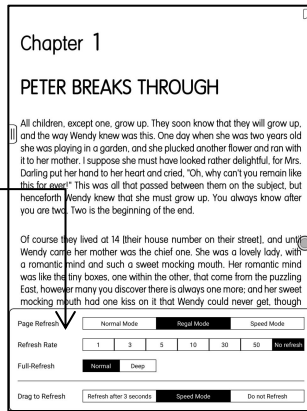 Chapter 1
PETER BREAKS THROUGH
All children, except one, grow up. They soon know that they will grow up,
and the way Wendy knew was this. One day when she was two years old
she was playing in a garden, and she plucked another flower and ran with
it to her mother. I suppose she must have looked rather delightful, for Mrs.
Darling put her hand to her heart and cried, "Oh, why can't you remain like
this for ever!" This was all that passed between them on the subject, but
henceforth Wendy knew that she must grow up. You always know after
you are two. Two is the beginning of the end.
Of course they lived at 14 [their house number on their street], and until
Wendy came her mother was the chief one. She was a lovely lady, with
a romantic mind and such a sweet mocking mouth. Her romantic mind
was like the tiny boxes, one within the other, that come from the puzzling
East, however many you discover there is always one more; and her sweet
mocking mouth had one kiss on it that Wendy could never get, though
Page Refresh Normal Mode Regal Mode Speed Mode
Refresh Rate 1 3 5 10 30 50 No refresh
Full-Refresh Normal Deep
Drag to Refresh Refresh after 3 seconds Speed Mode Do not Refresh